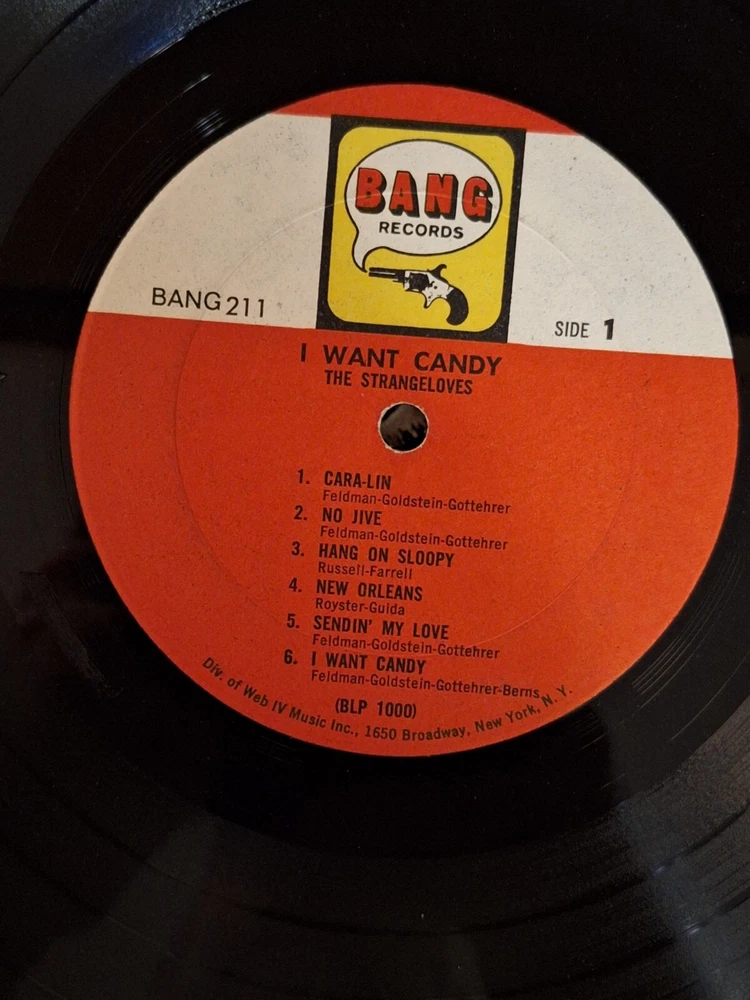 BANG
RECORDS
BANG 211
SIDE 1
I WANT CANDY
THE STRANGELOVES
1. CARA-LIN
Feldman-Goldstein-Gottehrer
2. NO JIVE
Feldman-Goldstein-Gottehrer
3. HANG ON SLOOPY
Russell-Farrell
4. NEW ORLEANS
Royster-Guida
5. SENDIN' MY LOVE
Feldman-Goldstein-Gottehrer
6. I WANT CANDY
Feldman-Goldstein-Gottehrer-Berns
(BLP 1000)
Div. of Web IV Music Inc., 1650 Broadway, New York, N. Y.